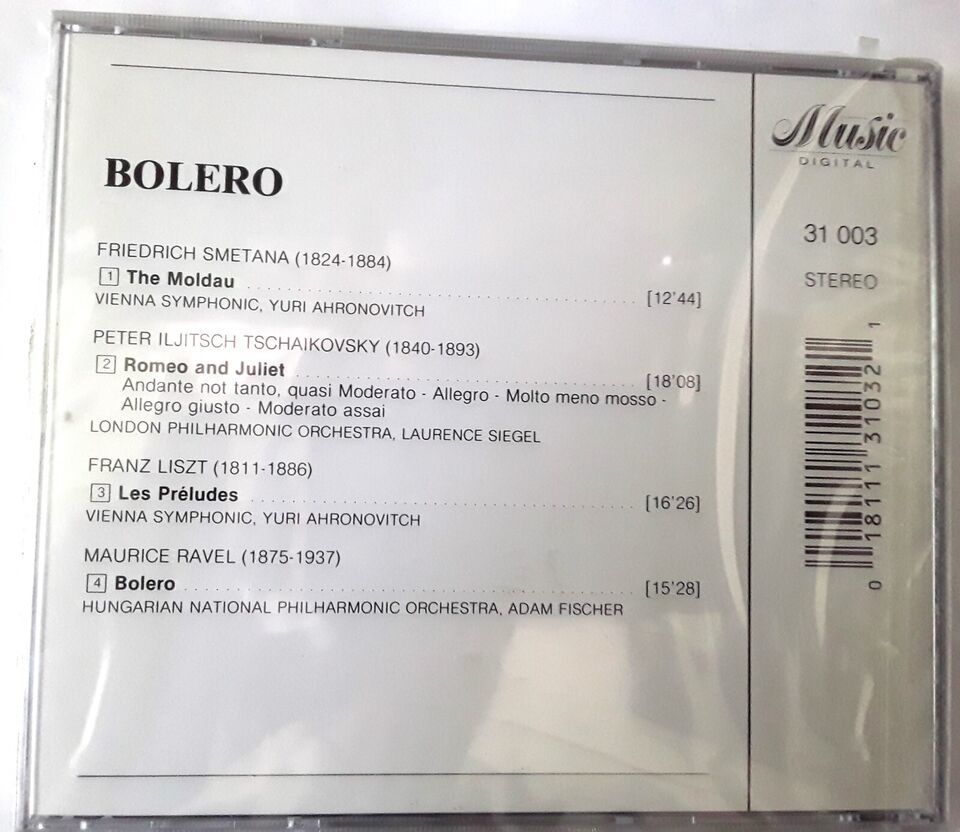 BOLERO
FRIEDRICH SMETANA (1824-1884)
1 The Moldau [12'44]
VIENNA SYMPHONIC, YURI AHRONOVITCH
PETER ILJITSCH TSCHAIKOVSKY (1840-1893)
2 Romeo and Juliet [18'08]
Andante not tanto, quasi Moderato - Allegro - Molto meno mosso -
Allegro giusto - Moderato assai
LONDON PHILHARMONIC ORCHESTRA, LAURENCE SIEGEL
FRANZ LISZT (1811-1886)
3 Les Préludes [16'26]
VIENNA SYMPHONIC, YURI AHRONOVITCH
MAURICE RAVEL (1875-1937)
4 Bolero [15'28]
HUNGARIAN NATIONAL PHILHARMONIC ORCHESTRA, ADAM FISCHER
Music
DIGITAL
31 003
STEREO
0 18111 31032 1